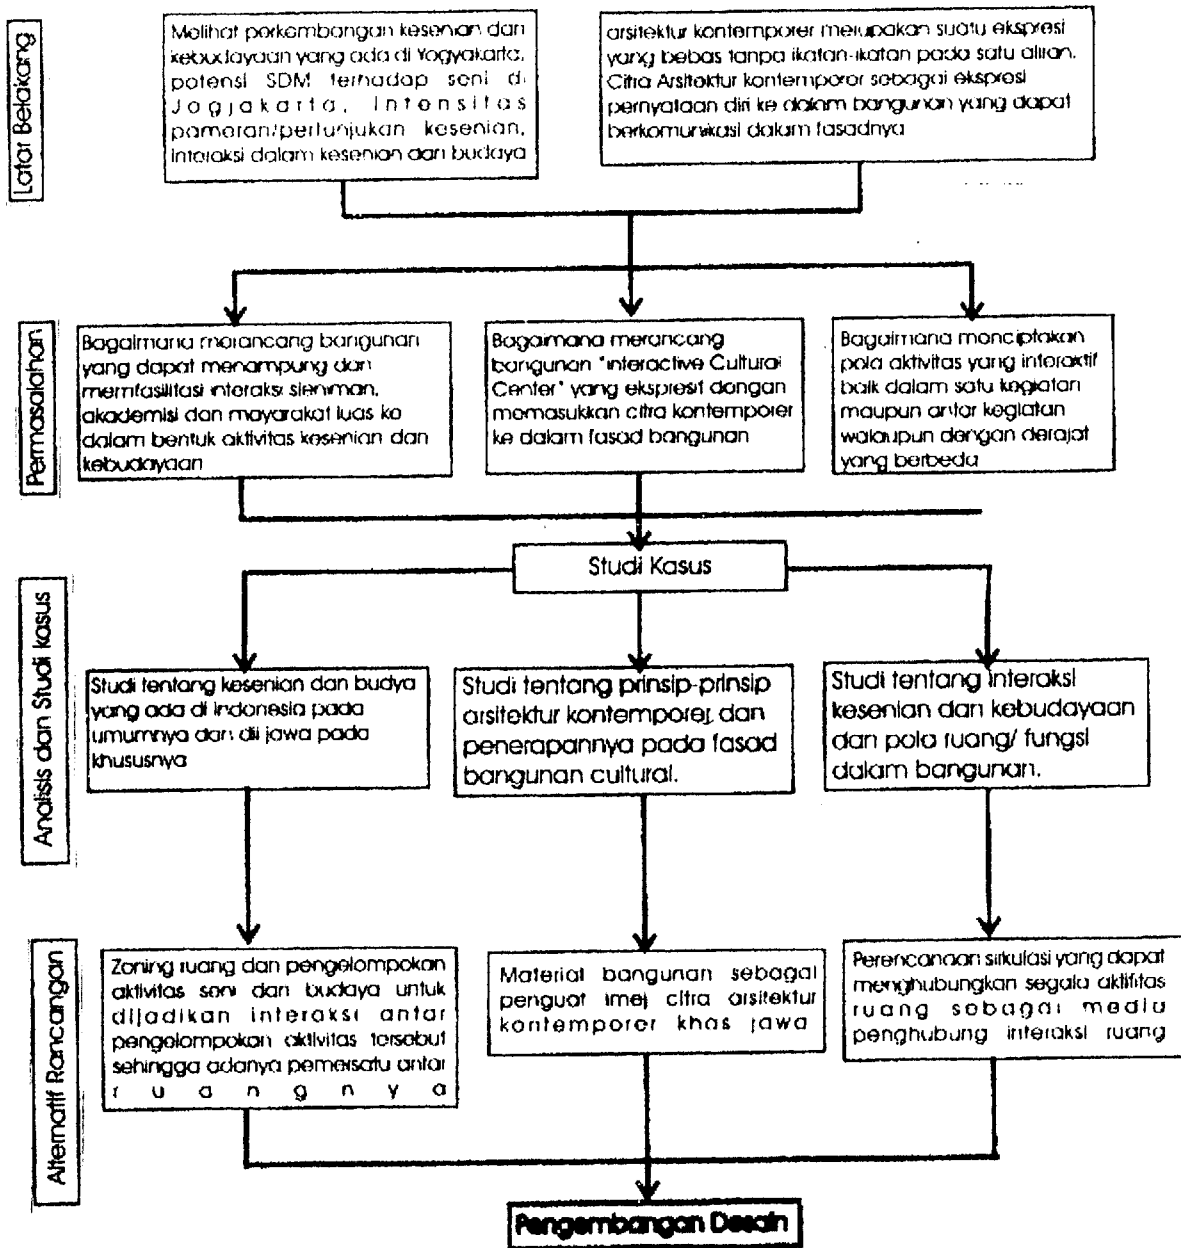 Latar Belakang
Melihat perkembangan kesenian dan
kebudayaan yang ada di Yogyakarta,
potensi SDM terhadap seni di
Jogjakarta, Intensitas
pameran/pertunjukan kesenian,
Interaksi dalam kesenian dan budaya
arsitektur kontemporer merupakan suatu ekspresi
yang bebas tanpa ikatan-ikatan pada satu aliran.
Citra Arsitektur kontemporer sebagai ekspresi
pernyataan diri ke dalam bangunan yang dapat
berkomunikasi dalam fasadnya
Permasalahan
Bagaimana merancang bangunan
yang dapat menampung dan
memfasilitasi interaksi sieniman,
akademisi dan mayarakat luas ke
dalam bentuk aktivitas kesenian dan
kebudayaan
Bagaimana merancang
bangunan "Interactive Cultural
Center" yang ekspresif dengan
memasukkan citra kontemporer
ke dalam fasad bangunan
Bagaimana menciptakan
pola aktivitas yang interaktif
baik dalam satu kegiatan
maupun antar kegiatan
walaupun dengan derajat
yang berbeda
Analisis dan Studi kasus
Studi Kasus
Studi tentang kesenian dan budya
yang ada di Indonesia pada
umumnya dan dii jawa pada
khususnya
Studi tentang prinsip-prinsip
arsitektur kontemporer, dan
penerapannya pada fasad
bangunan cultural.
Studi tentang interaksi
kesenian dan kebudayaan
dan pola ruang/ fungsi
dalam bangunan.
Alternatif Rancangan
Zoning ruang dan pengelompokan
aktivitas seni dan budaya untuk
dijadikan interaksi antar
pengelompokan aktivitas tersebut
sehingga adanya pemersatu antar
r u a n g n y a
Material bangunan sebagai
penguat imej citra arsitektur
kontemporer khas jawa
Perencanaan sirkulasi yang dapat
menghubungkan segala aktifitas
ruang sebagai media
penghubung interaksi ruang
Pengembangan Desain